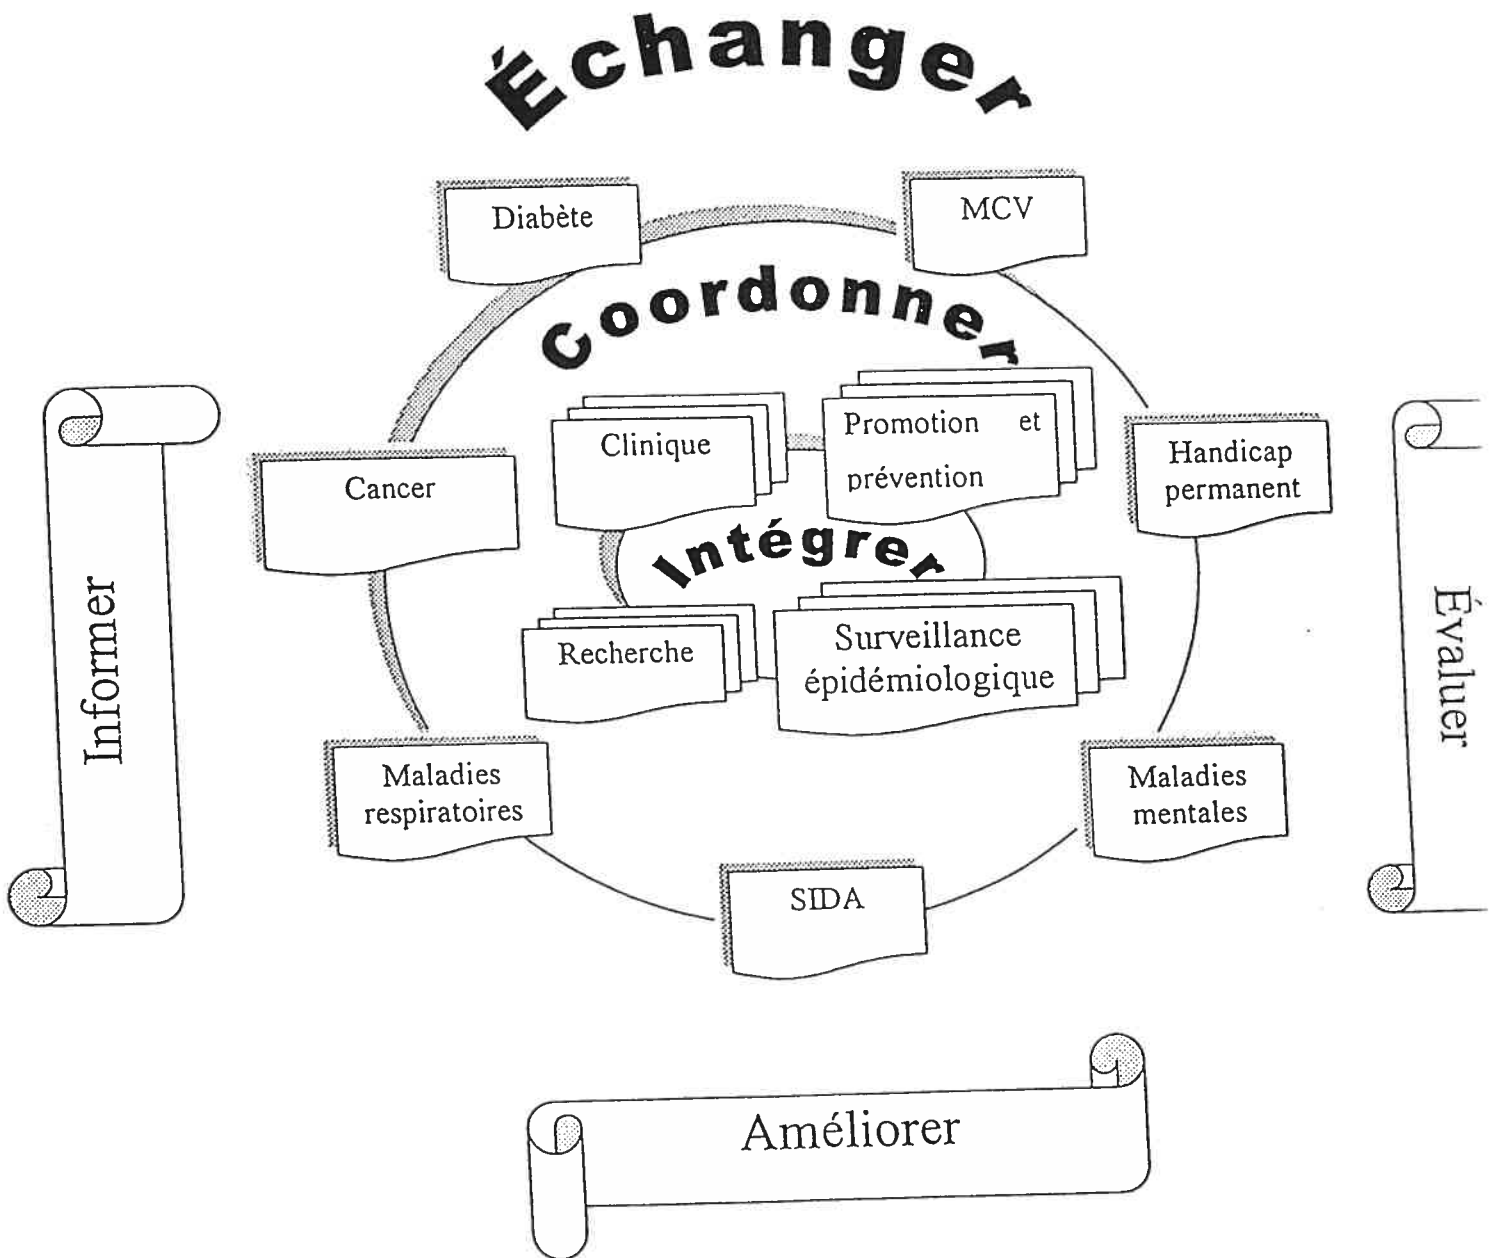 Échanger
Diabète
MCV
Coordonner
Clinique
Promotion et
prévention
Cancer
Handicap
permanent
Intégrer
Informer
Évaluer
Recherche
Surveillance
épidémiologique
Maladies
respiratoires
Maladies
mentales
SIDA
Améliorer